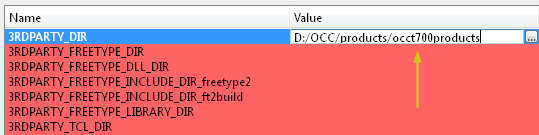 Name Value
3RDPARTY_DIR D:/OCC/products/occt700products ...
3RDPARTY_FREETYPE_DIR
3RDPARTY_FREETYPE_DLL_DIR
3RDPARTY_FREETYPE_INCLUDE_DIR_freetype2
3RDPARTY_FREETYPE_INCLUDE_DIR_ft2build
3RDPARTY_FREETYPE_LIBRARY_DIR
3RDPARTY_TCL_DIR